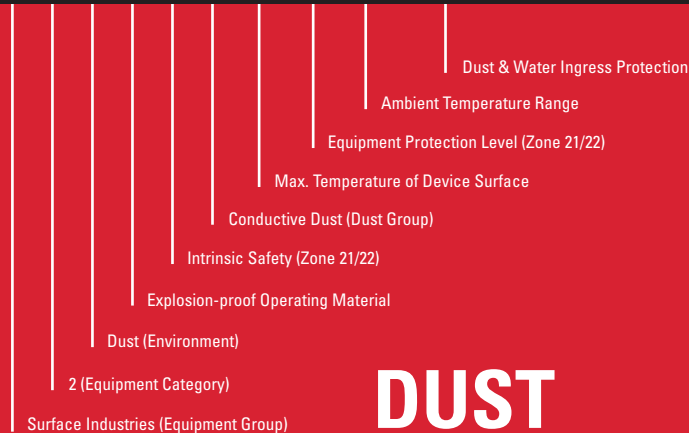 Dust & Water Ingress Protection
Ambient Temperature Range
Equipment Protection Level (Zone 21/22)
Max. Temperature of Device Surface
Conductive Dust (Dust Group)
Intrinsic Safety (Zone 21/22)
Explosion-proof Operating Material
Dust (Environment)
2 (Equipment Category)
Surface Industries (Equipment Group)
DUST